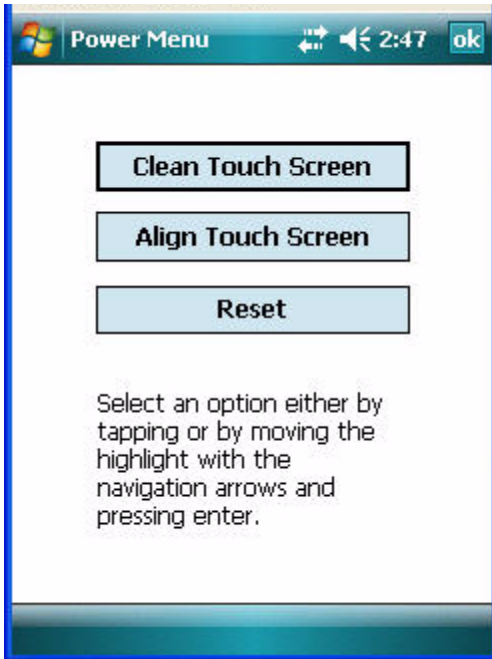 Power Menu 2:47 ok
Clean Touch Screen
Align Touch Screen
Reset
Select an option either by
tapping or by moving the
highlight with the
navigation arrows and
pressing enter.